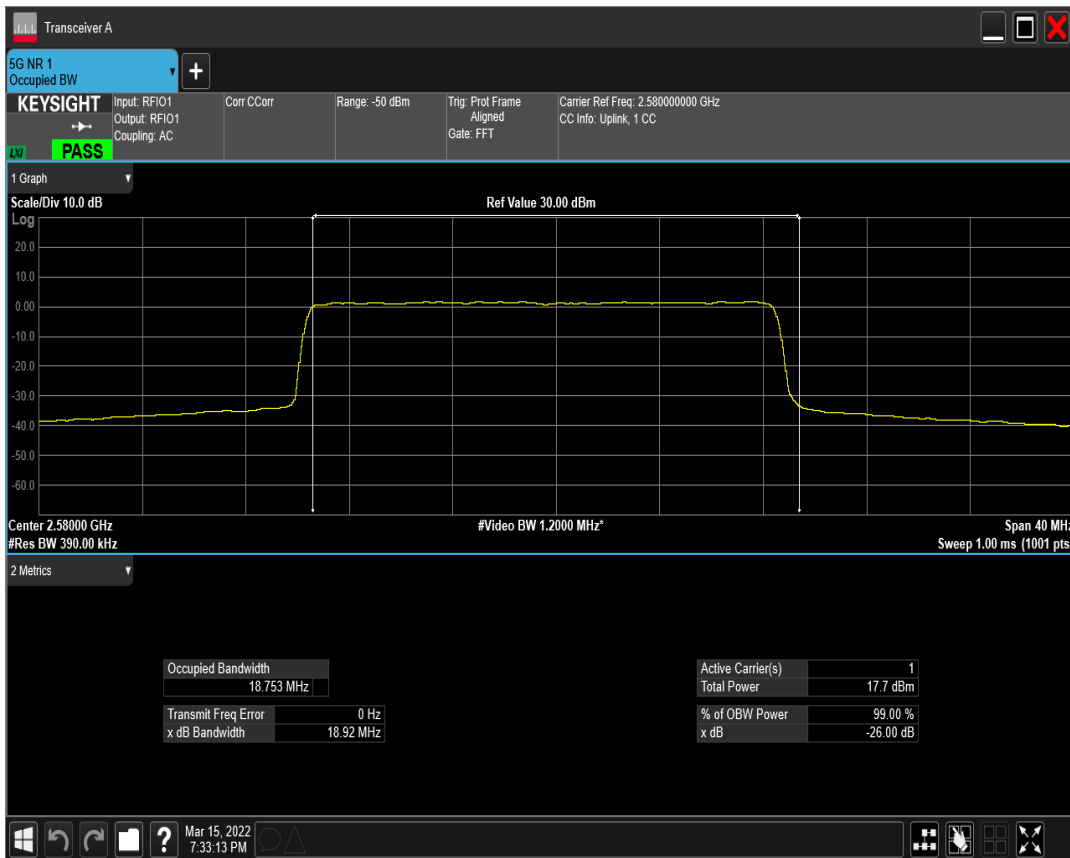 Transceiver A
5G NR 1
Occupied BW
+
KEYSIGHT
LXI
PASS
Input: RFIO1
Output: RFIO1
Coupling: AC
Corr CCorr
Range: -50 dBm
Trig: Prot Frame
Aligned
Gate: FFT
Carrier Ref Freq: 2.580000000 GHz
CC Info: Uplink, 1 CC
1 Graph
Scale/Div 10.0 dB
Ref Value 30.00 dBm
Log
20.0
10.0
0.00
-10.0
-20.0
-30.0
-40.0
-50.0
-60.0
Center 2.58000 GHz
#Video BW 1.2000 MHz*
Span 40 MHz
#Res BW 390.00 kHz
Sweep 1.00 ms (1001 pts
2 Metrics
Occupied Bandwidth
18.753 MHz
Transmit Freq Error 0 Hz
x dB Bandwidth 18.92 MHz
Active Carrier(s) 1
Total Power 17.7 dBm
% of OBW Power 99.00 %
x dB -26.00 dB
?
Mar 15, 2022
7:33:13 PM